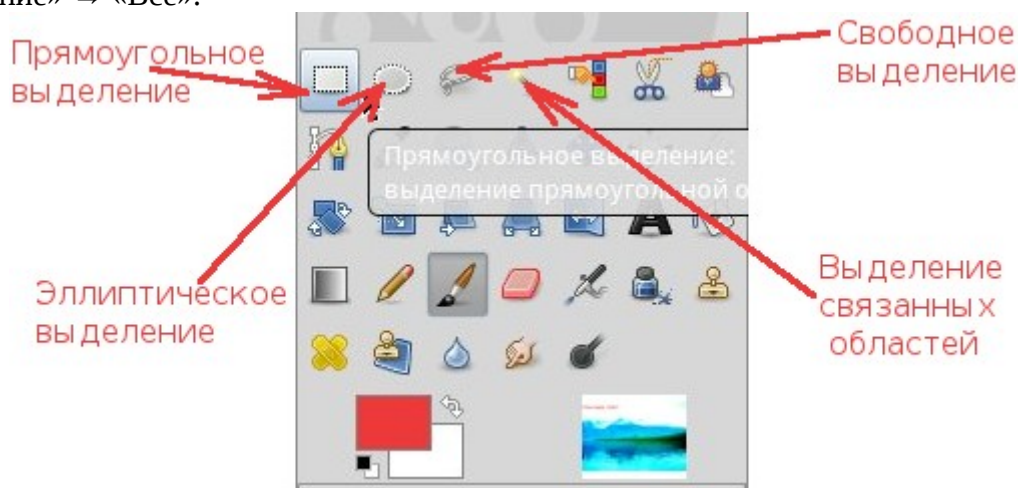 ние» → «Все».
Прямоугольное
выделение
Свободное
выделение
Прямоугольное выделение:
выделение прямоугольной о
Эллиптическое
выделение
Выделение
связанных
областей